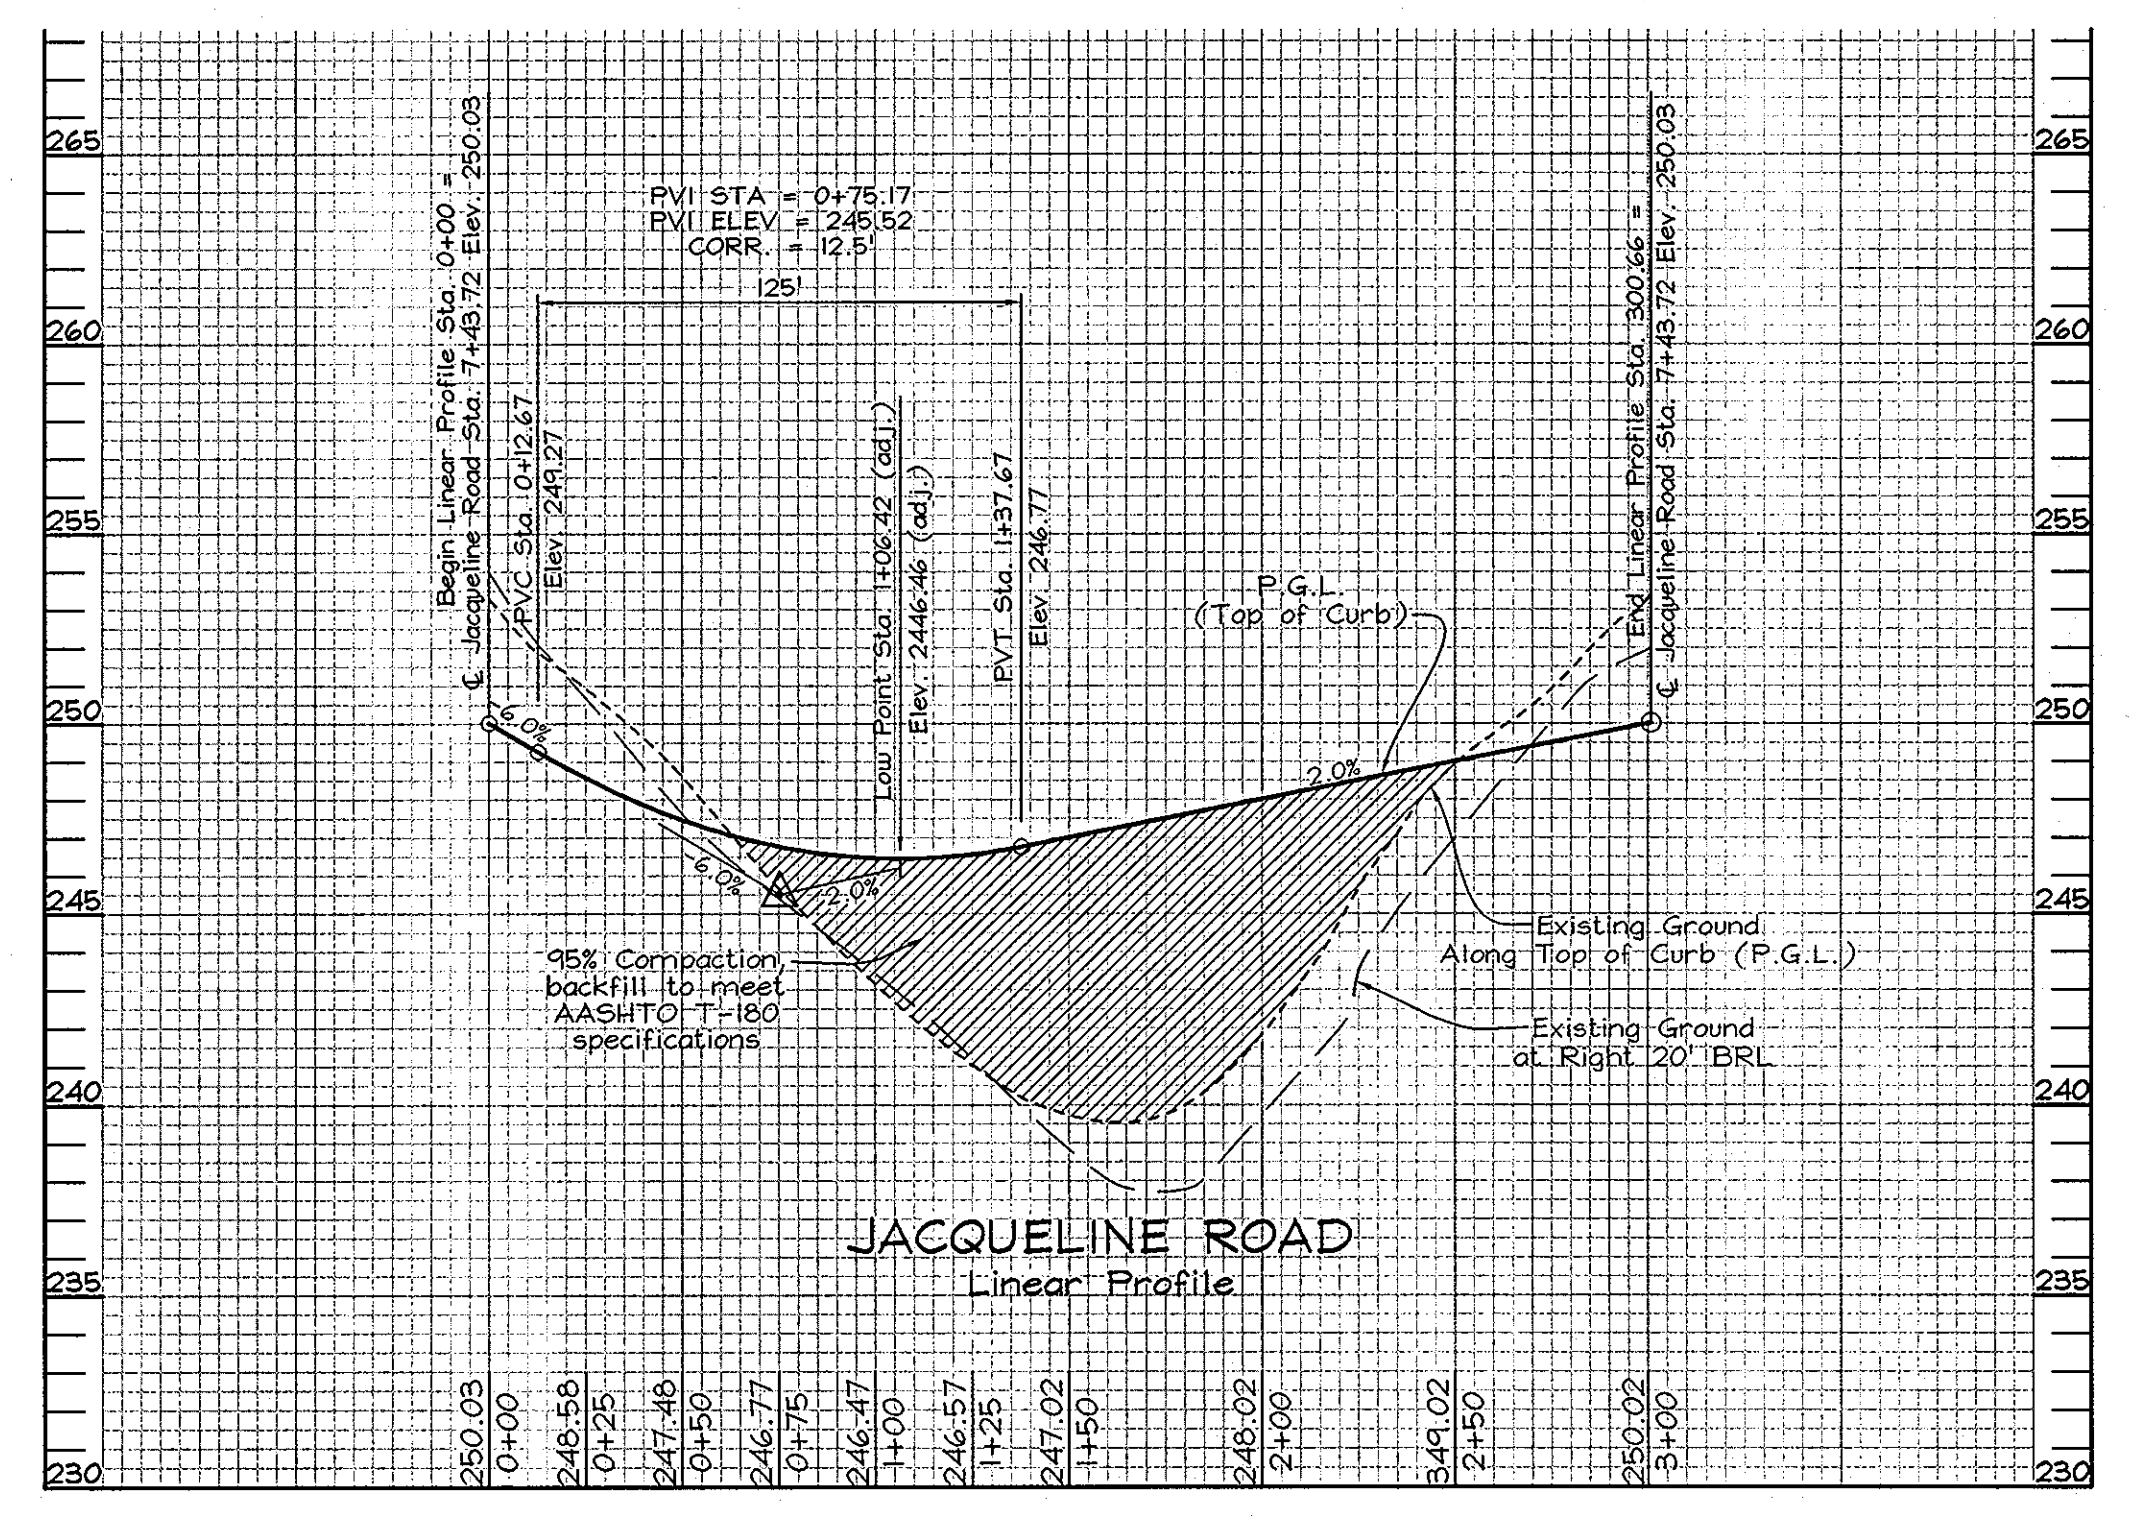 265
260
255
250
245
240
235
230
Begin Linear Profile Sta. 0+00 =
℄ Jacqueline Road Sta. 7+43.72 Elev. 250.03
PVC Sta. 0+12.67
Elev 249.27
PVI STA = 0+75.17
PVI ELEV = 245.52
CORR. = 12.5'
125'
Low Point Sta. 1+06.42 (adj.)
Elev. 2446.46 (adj.)
PVT Sta. 1+37.67
Elev. 246.77
P.G.L.
(Top of Curb)
End Linear Profile Sta. 300.66 =
℄ Jacqueline Road Sta. 7+43.72 Elev. 250.03
-6.0%
2.0%
-6.0%
2.0%
95% Compaction
backfill to meet
AASHTO T-180
specifications
Existing Ground
Along Top of Curb (P.G.L.)
Existing Ground
at Right 20' BRL
JACQUELINE ROAD
Linear Profile
250.03
0+00
248.58
0+25
247.48
0+50
246.77
0+75
246.47
1+00
246.57
1+25
247.02
1+50
248.02
2+00
349.02
2+50
250.02
3+00
265
260
255
250
245
240
235
230